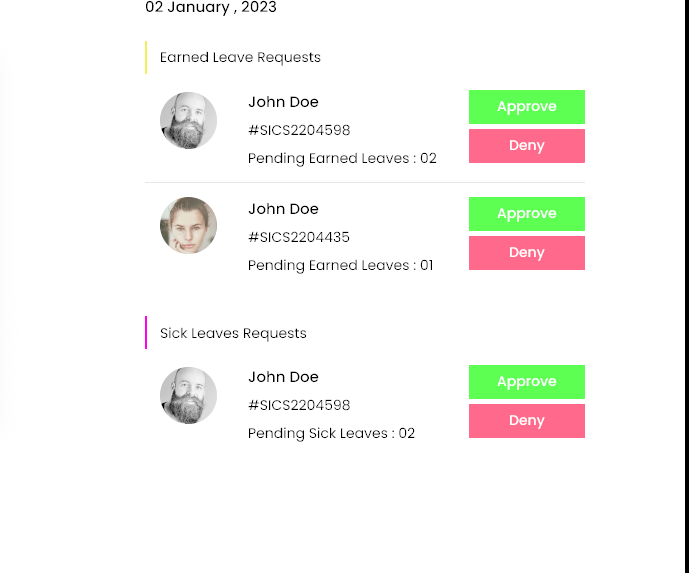 02 January , 2023
Earned Leave Requests
John Doe
#SICS2204598
Pending Earned Leaves : 02
Approve
Deny
John Doe
#SICS2204435
Pending Earned Leaves : 01
Approve
Deny
Sick Leaves Requests
John Doe
#SICS2204598
Pending Sick Leaves : 02
Approve
Deny